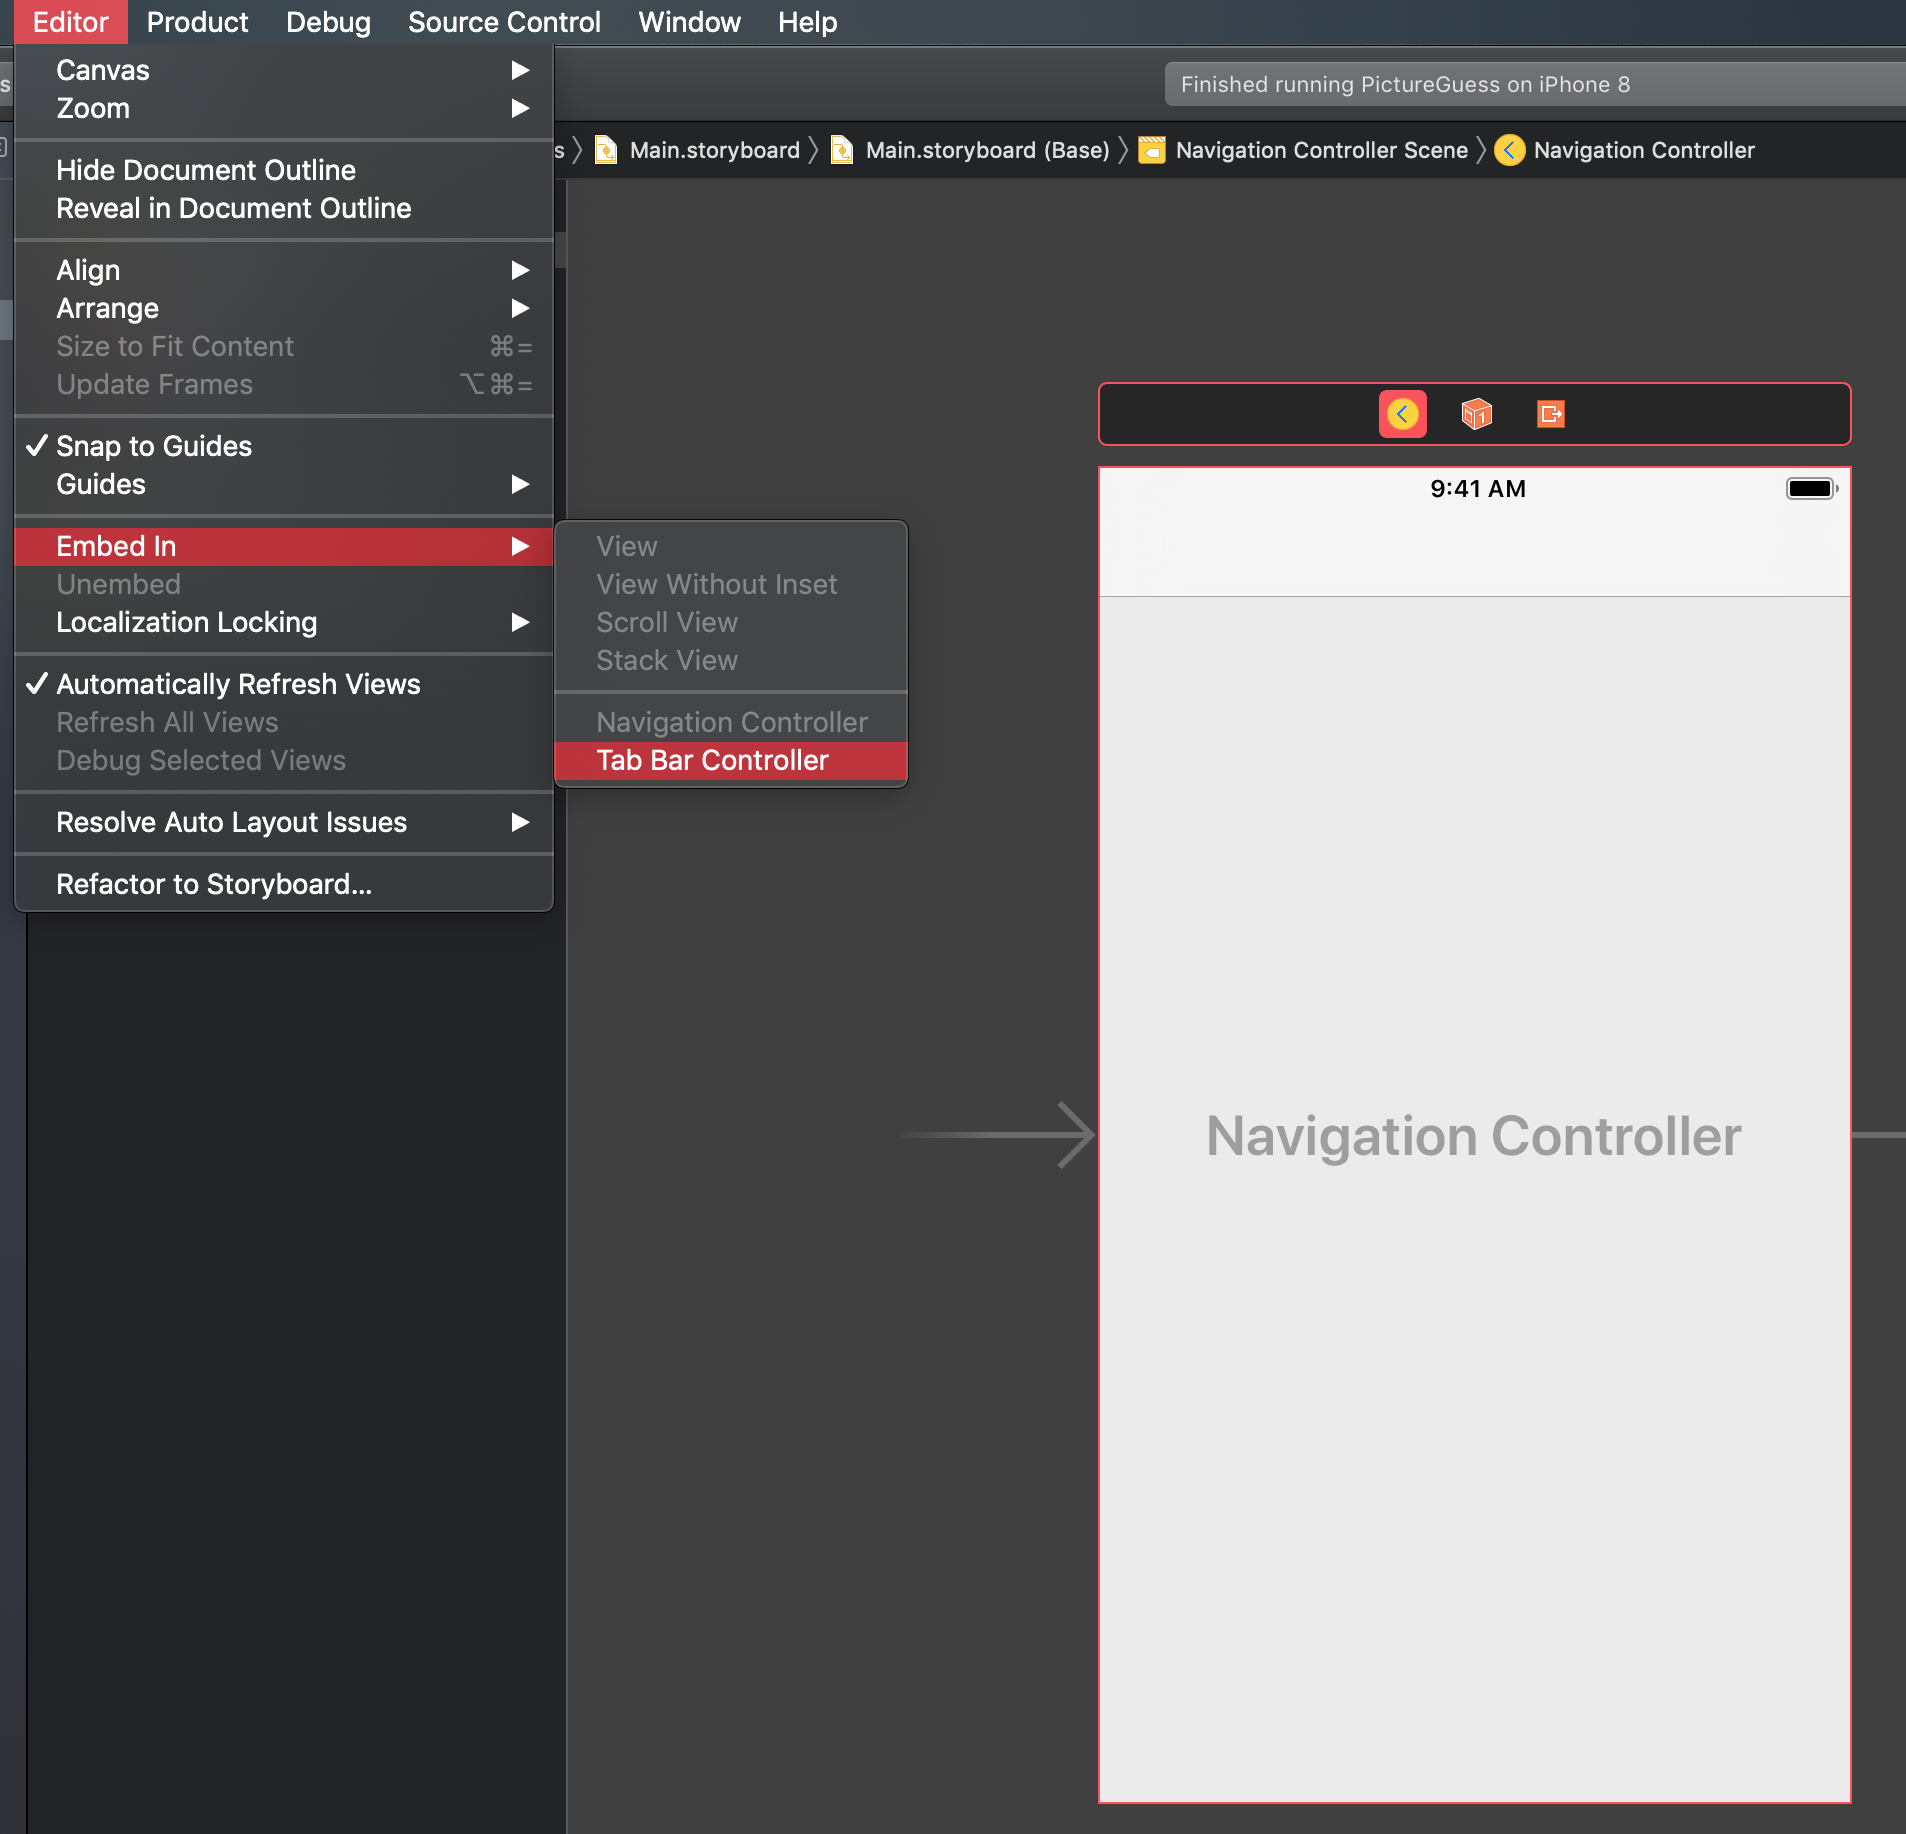 Editor Product Debug Source Control Window Help
Finished running PictureGuess on iPhone 8
s Main.storyboard Main.storyboard (Base) Navigation Controller Scene Navigation Controller
Canvas
Zoom
Hide Document Outline
Reveal in Document Outline
Align
Arrange
Size to Fit Content ⌘=
Update Frames ⌥⌘=
✓ Snap to Guides
Guides
Embed In
Unembed
Localization Locking
✓ Automatically Refresh Views
Refresh All Views
Debug Selected Views
Resolve Auto Layout Issues
Refactor to Storyboard...
View
View Without Inset
Scroll View
Stack View
Navigation Controller
Tab Bar Controller
1
9:41 AM
Navigation Controller